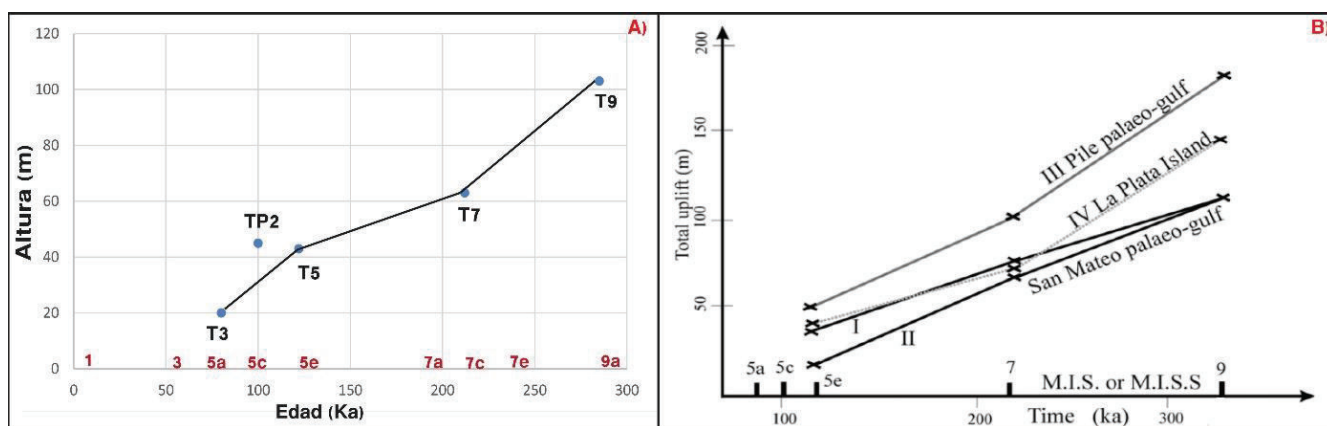 A)
120
100
80
60
40
20
0
Altura (m)
T9
TP2
T7
T5
T3
1 3 5a 5c 5e 7a 7c 7e 9a
0 50 100 150 200 250 300
Edad (Ka)
B)
200
150
100
50
Total uplift (m)
III Pile palaeo-gulf
IV La Plata Island
San Mateo palaeo-gulf
I
II
5a 5c 5e 7 M.I.S. or M.I.S.S 9
100 200 Time (ka) 300